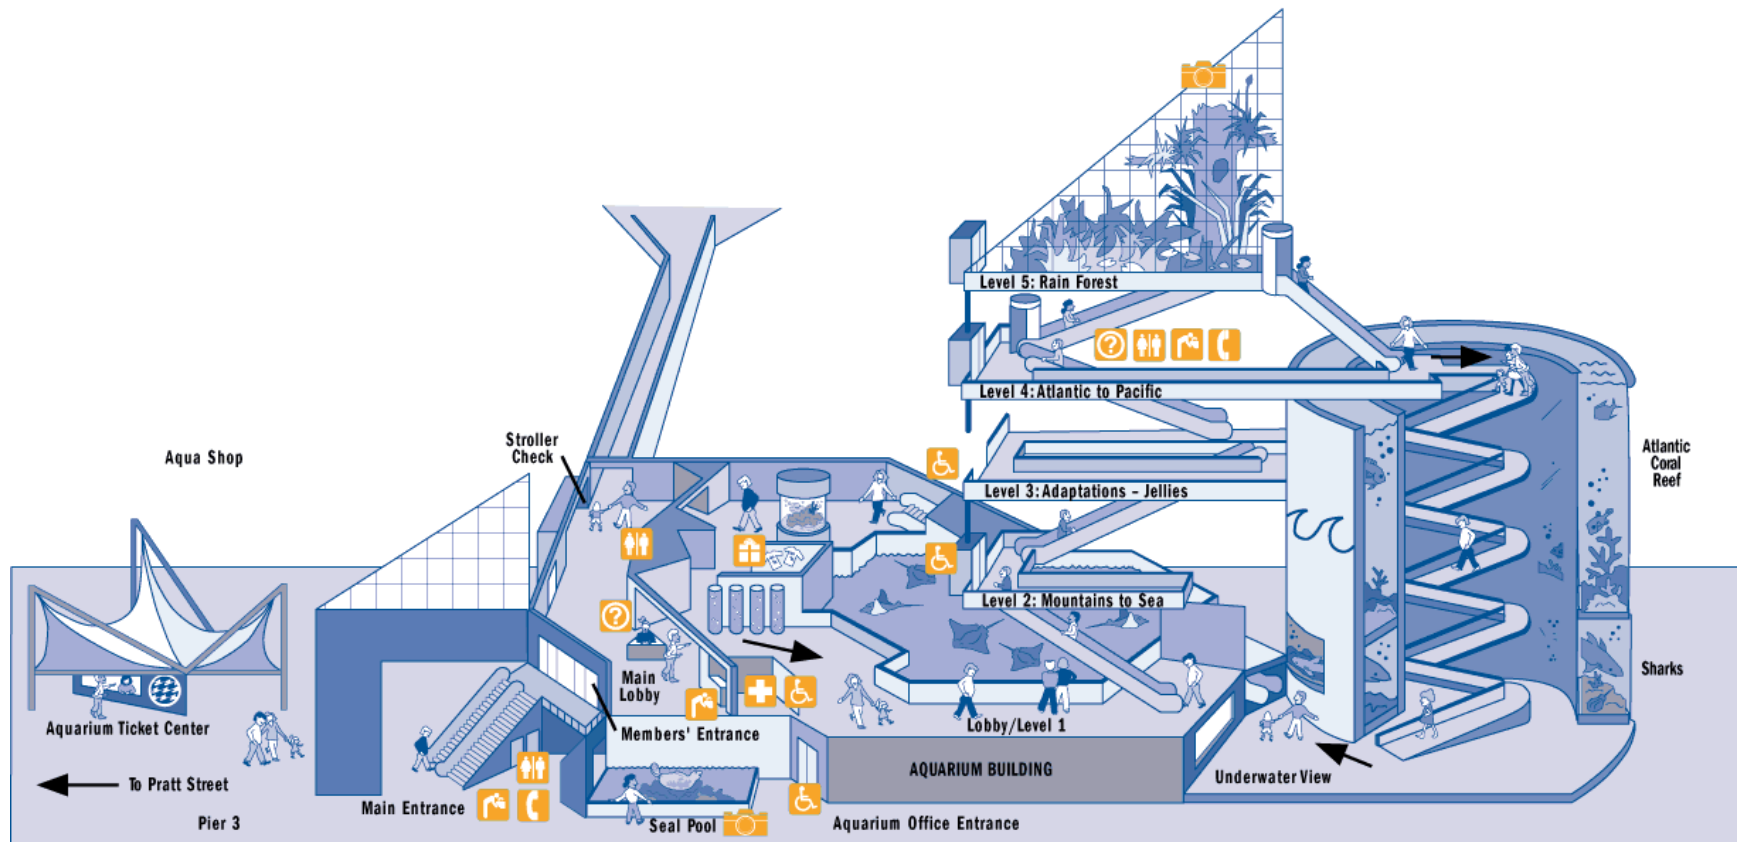 Level 5: Rain Forest
Level 4: Atlantic to Pacific
Stroller
Check
Aqua Shop
Atlantic
Coral
Reef
Level 3: Adaptations – Jellies
Level 2: Mountains to Sea
?
?
Main
Lobby
Sharks
Aquarium Ticket Center
Members' Entrance
Lobby/Level 1
AQUARIUM BUILDING
Underwater View
To Pratt Street
Main Entrance
Pier 3
Seal Pool
Aquarium Office Entrance